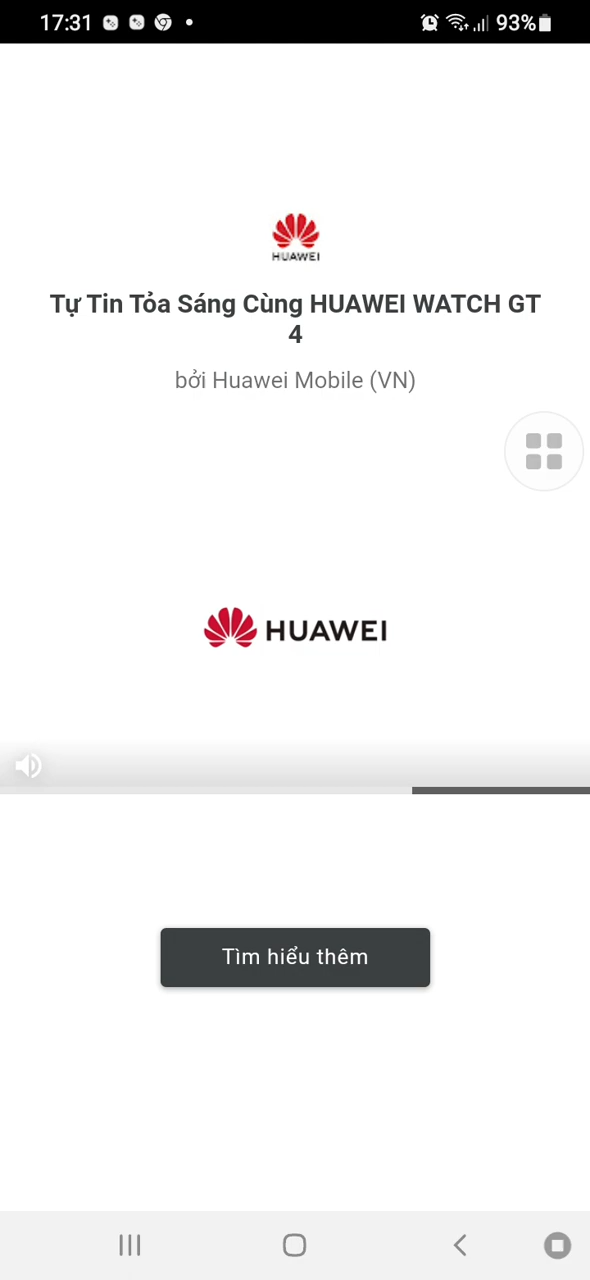 17:31
93%
HUAWEI
Tự Tin Tỏa Sáng Cùng HUAWEI WATCH GT
4
bởi Huawei Mobile (VN)
HUAWEI
Tìm hiểu thêm